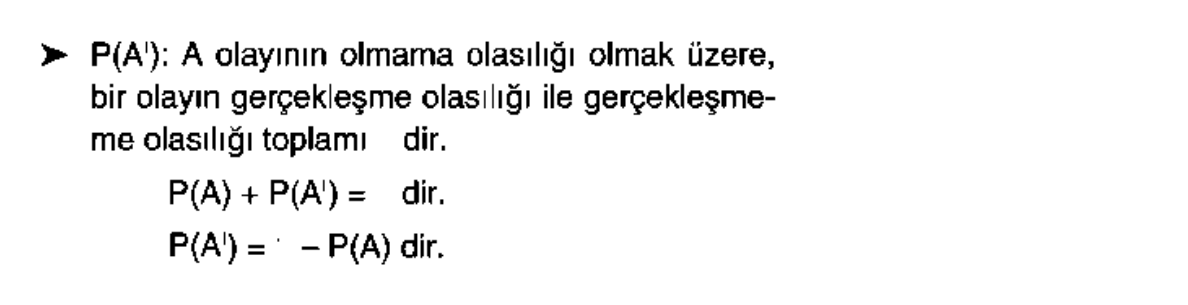 ➤ P(A'): A olayının olmama olasılığı olmak üzere,
bir olayın gerçekleşme olasılığı ile gerçekleşme-
me olasılığı toplamı dir.
P(A) + P(A') = dir.
P(A') = – P(A) dir.